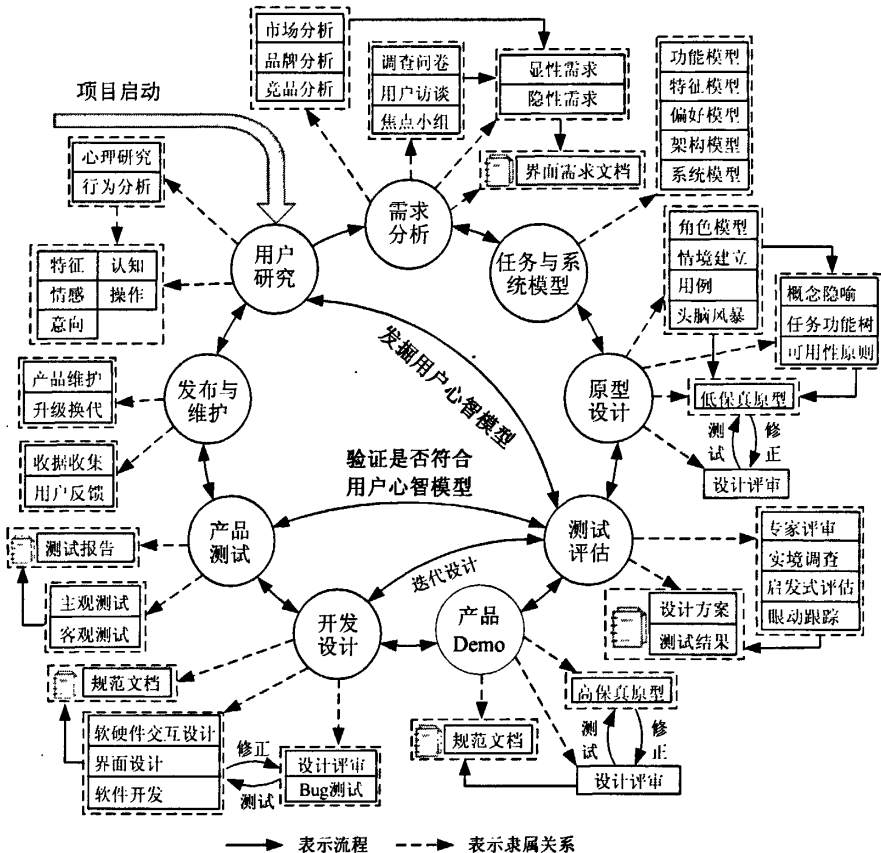 项目启动
市场分析
品牌分析
竞品分析
调查问卷
用户访谈
焦点小组
显性需求
隐性需求
界面需求文档
功能模型
特征模型
偏好模型
架构模型
系统模型
心理研究
行为分析
特征
认知
情感
操作
意向
用户
研究
需求
分析
任务与系
统模型
角色模型
情境建立
用例
头脑风暴
概念隐喻
任务功能树
可用性原则
低保真原型
测试
修正
设计评审
原型
设计
发掘用户心智模型
发布与
维护
产品维护
升级换代
收据收集
用户反馈
验证是否符合
用户心智模型
产品
测试
测试报告
主观测试
客观测试
测试
评估
专家评审
实境调查
启发式评估
眼动跟踪
设计方案
测试结果
迭代设计
开发
设计
产品
Demo
规范文档
软硬件交互设计
界面设计
软件开发
修正
测试
设计评审
Bug测试
规范文档
高保真原型
测试
修正
设计评审
表示流程
表示隶属关系